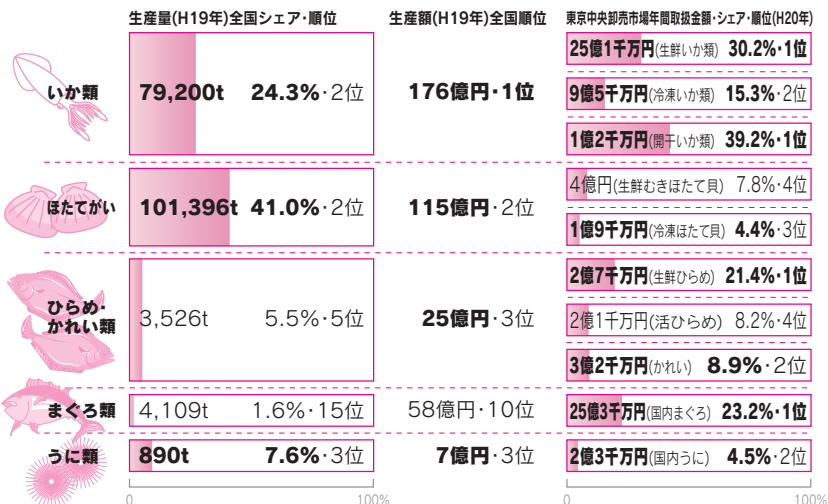 生産量(H19年)全国シェア・順位 生産額(H19年)全国順位 東京中央卸売市場年間取扱金額・シェア・順位(H20年)
いか類 79,200t 24.3%・2位 176億円・1位
25億1千万円(生鮮いか類) 30.2%・1位
9億5千万円(冷凍いか類) 15.3%・2位
1億2千万円(開干いか類) 39.2%・1位
ほたてがい 101,396t 41.0%・2位 115億円・2位
4億円(生鮮むきほたて貝) 7.8%・4位
1億9千万円(冷凍ほたて貝) 4.4%・3位
ひらめ・
かれい類 3,526t 5.5%・5位 25億円・3位
2億7千万円(生鮮ひらめ) 21.4%・1位
2億1千万円(活ひらめ) 8.2%・4位
3億2千万円(かれい) 8.9%・2位
まぐろ類 4,109t 1.6%・15位 58億円・10位 25億3千万円(国内まぐろ) 23.2%・1位
うに類 890t 7.6%・3位 7億円・3位 2億3千万円(国内うに) 4.5%・2位
0 100% 0 100%